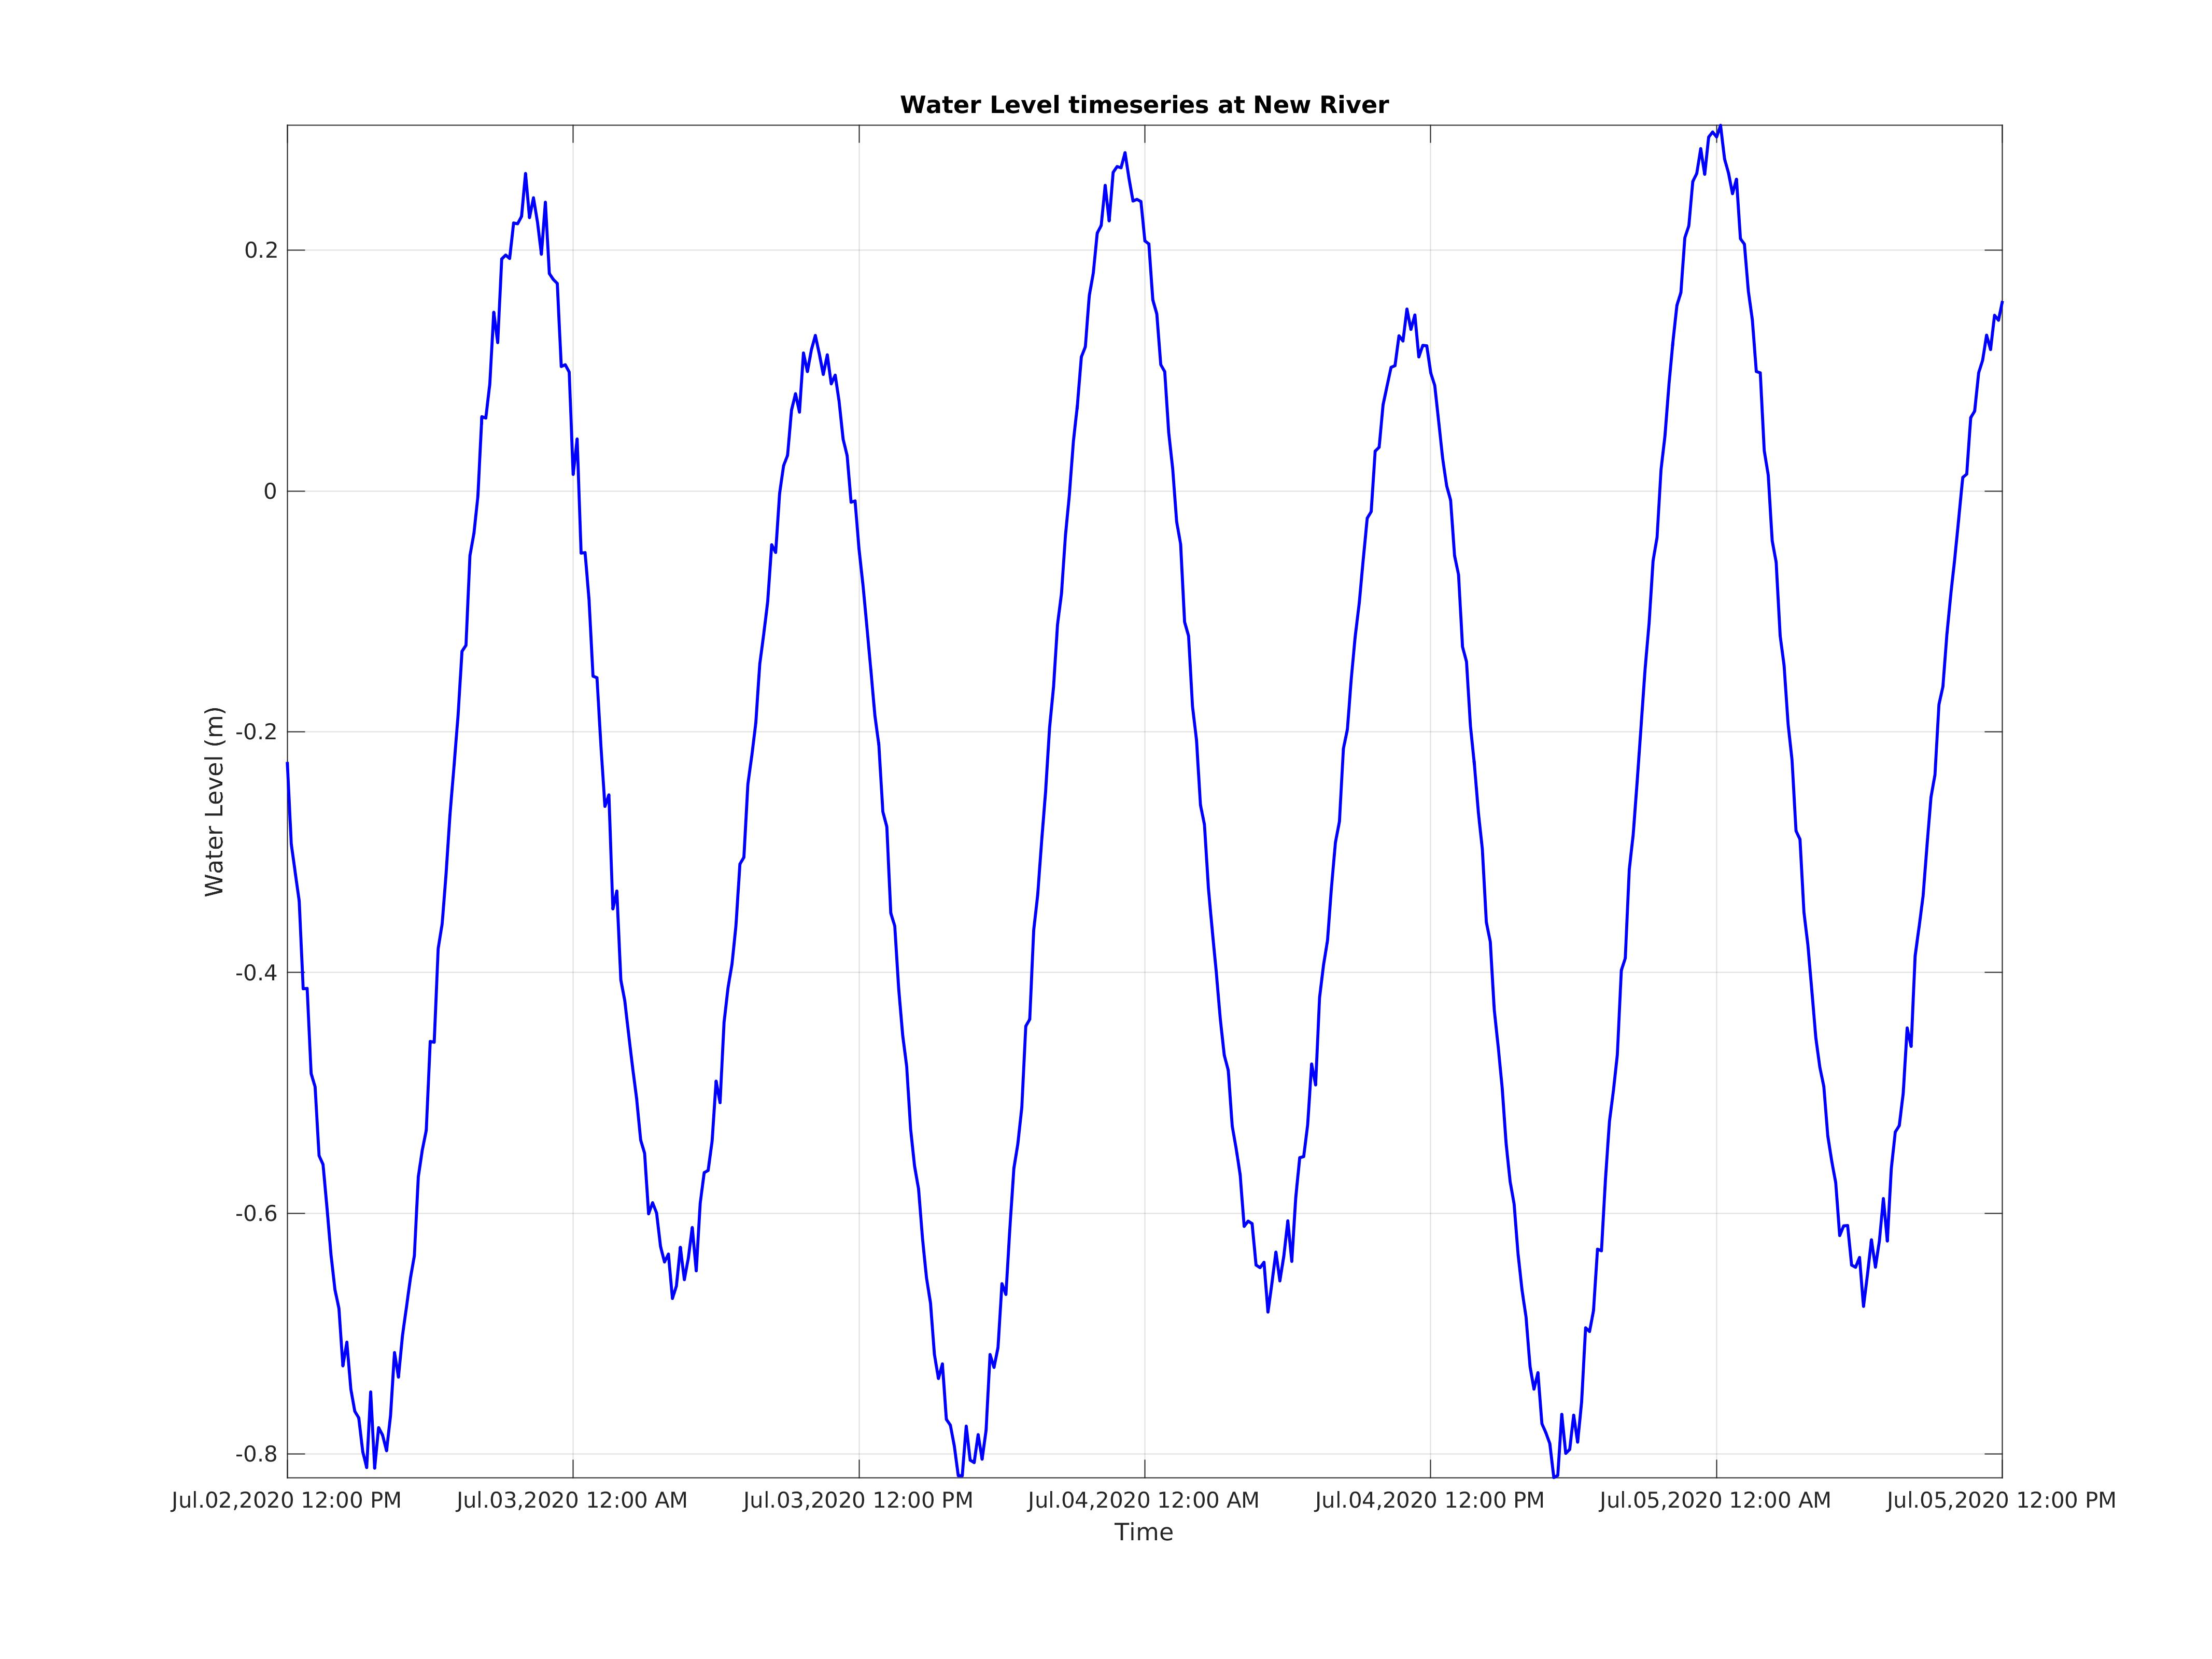 Water Level timeseries at New River
0.2
0
-0.2
-0.4
-0.6
-0.8
Water Level (m)
Jul.02,2020 12:00 PM Jul.03,2020 12:00 AM Jul.03,2020 12:00 PM Jul.04,2020 12:00 AM Jul.04,2020 12:00 PM Jul.05,2020 12:00 AM Jul.05,2020 12:00 PM
Time